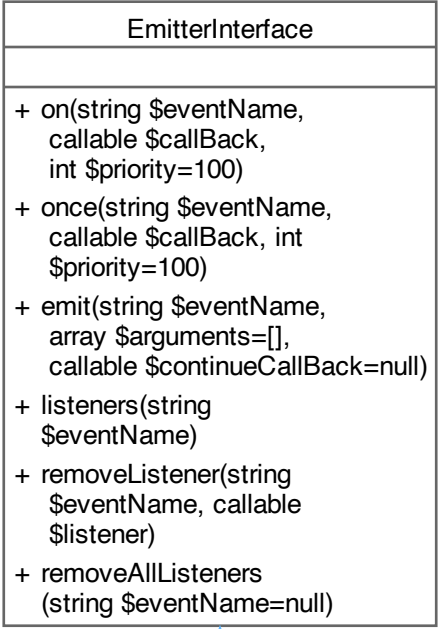 EmitterInterface
+ on(string $eventName,
callable $callBack,
int $priority=100)
+ once(string $eventName,
callable $callBack, int
$priority=100)
+ emit(string $eventName,
array $arguments=[],
callable $continueCallBack=null)
+ listeners(string
$eventName)
+ removeListener(string
$eventName, callable
$listener)
+ removeAllListeners
(string $eventName=null)